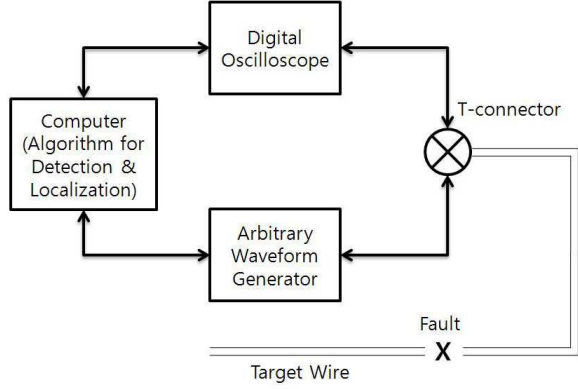 Digital
Oscilloscope
T-connector
Computer
(Algorithm for
Detection &
Localization)
Arbitrary
Waveform
Generator
Fault
X
Target Wire